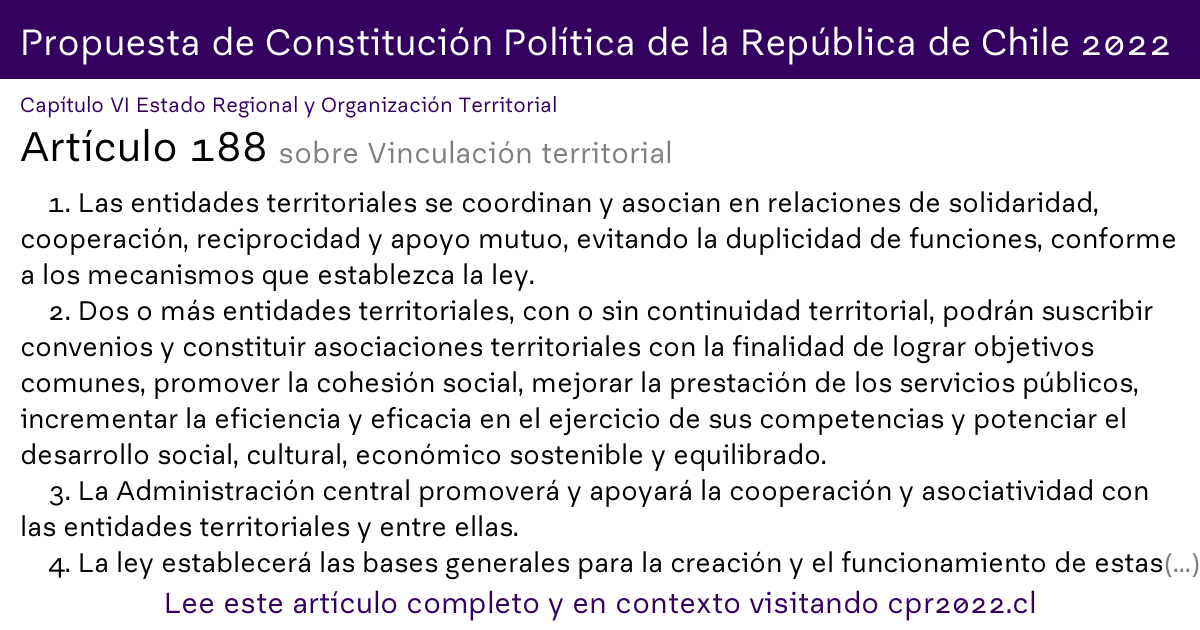 Propuesta de Constitución Política de la República de Chile 2022
Capítulo VI Estado Regional y Organización Territorial
Artículo 188 sobre Vinculación territorial
1. Las entidades territoriales se coordinan y asocian en relaciones de solidaridad,
cooperación, reciprocidad y apoyo mutuo, evitando la duplicidad de funciones, conforme
a los mecanismos que establezca la ley.
2. Dos o más entidades territoriales, con o sin continuidad territorial, podrán suscribir
convenios y constituir asociaciones territoriales con la finalidad de lograr objetivos
comunes, promover la cohesión social, mejorar la prestación de los servicios públicos,
incrementar la eficiencia y eficacia en el ejercicio de sus competencias y potenciar el
desarrollo social, cultural, económico sostenible y equilibrado.
3. La Administración central promoverá y apoyará la cooperación y asociatividad con
las entidades territoriales y entre ellas.
4. La ley establecerá las bases generales para la creación y el funcionamiento de estas(...)
Lee este artículo completo y en contexto visitando cpr2022.cl